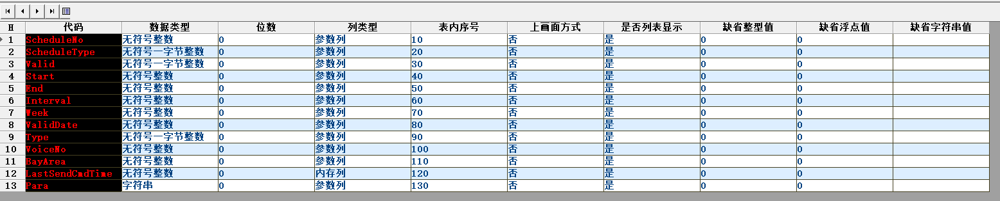 H 代码 数据类型 位数 列类型 表内序号 上画面方式 是否列表显示 缺省整型值 缺省浮点值 缺省字符串值
1 ScheduleNo 无符号整数 0 参数列 10 否 是 0 0
2 ScheduleType 无符号一字节整数 0 参数列 20 否 是 0 0
3 Valid 无符号一字节整数 0 参数列 30 否 是 0 0
4 Start 无符号整数 0 参数列 40 否 是 0 0
5 End 无符号整数 0 参数列 50 否 是 0 0
6 Interval 无符号整数 0 参数列 60 否 是 0 0
7 Week 无符号整数 0 参数列 70 否 是 0 0
8 ValidDate 无符号整数 0 参数列 80 否 是 0 0
9 Type 无符号一字节整数 0 参数列 90 否 是 0 0
10 VoiceNo 无符号整数 0 参数列 100 否 是 0 0
11 BayArea 无符号整数 0 参数列 110 否 是 0 0
12 LastSendCmdTime 无符号整数 0 内存列 120 否 是 0 0
13 Para 字符串 0 参数列 130 否 是 0 0